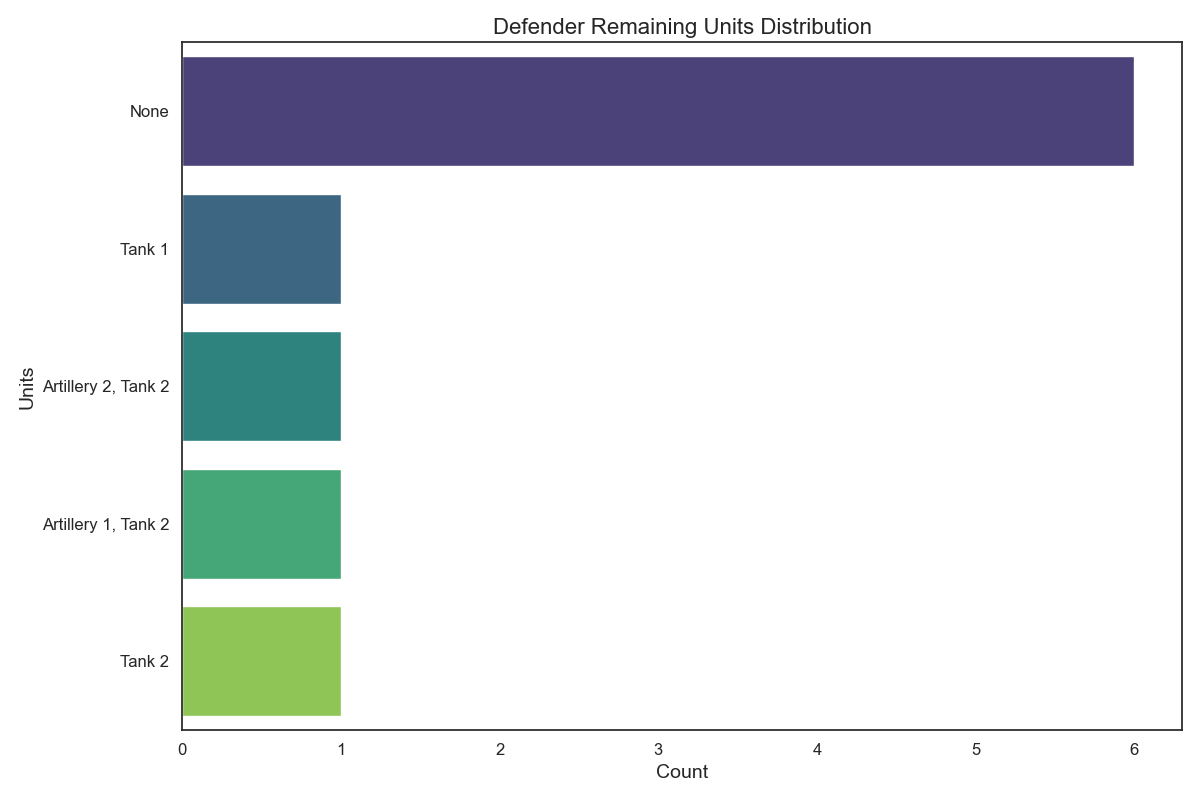 Defender Remaining Units Distribution
Units
None
Tank 1
Artillery 2, Tank 2
Artillery 1, Tank 2
Tank 2
0 1 2 3 4 5 6
Count